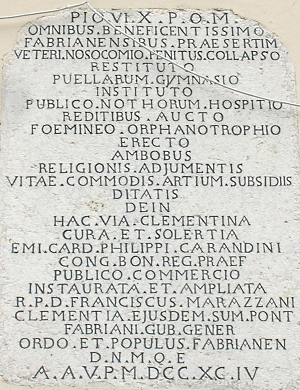 PIO.VI.X.P.O.M.
OMNIBUS.BENEFICENTISSIMO
FABRIANENSIBUS.PRAESERTIM
VETERI.NOSOCOMIO.PENITUS.COLLAPSO
RESTITUTO
PUELLARUM.GYMNASIO
INSTITUTO
PUBLICO.NOTHORUM.HOSPITIO
REDITIBUS.AUCTO
FOEMINEO.ORPHANOTROPHIO
ERECTO
AMBOBUS
RELIGIONIS.ADJUMENTIS
VITAE.COMMODIS.ARTIUM.SUBSIDIIS
DITATIS
DEIN
HAC.VIA.CLEMENTINA
CURA.ET.SOLERTIA
EMI.CARD.PHILIPPI.CARANDINI
CONG.BON.REG.PRAEF
PUBLICO.COMMERCIO
INSTAURATA.ET.AMPLIATA
R.P.D.FRANCISCUS.MARAZZANI
CLEMENTIA.EJUSDEM.SUM.PONT
FABRIANI.GUB.GENER
ORDO.ET.POPULUS.FABRIANEN
D.N.M.Q.E
A.A.V.P.M.DCC.XC.IV